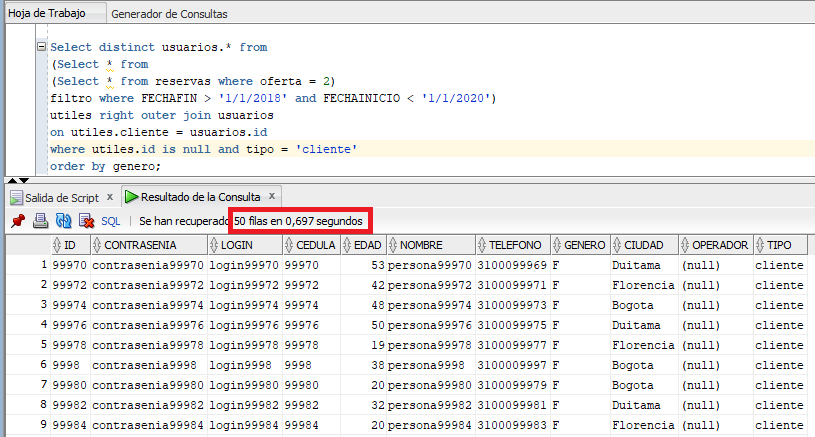 Hoja de Trabajo Generador de Consultas
Select distinct usuarios.* from
(Select * from
(Select * from reservas where oferta = 2)
filtro where FECHAFIN > '1/1/2018' and FECHAINICIO < '1/1/2020')
utiles right outer join usuarios
on utiles.cliente = usuarios.id
where utiles.id is null and tipo = 'cliente'
order by genero;
Salida de Script x Resultado de la Consulta x
SQL | Se han recuperado 50 filas en 0,697 segundos
ID CONTRASENIA LOGIN CEDULA EDAD NOMBRE TELEFONO GENERO CIUDAD OPERADOR TIPO
1 99970 contrasenia99970 login99970 99970 53 persona99970 3100099969 F Duitama (null) cliente
2 99972 contrasenia99972 login99972 99972 42 persona99972 3100099971 F Florencia (null) cliente
3 99974 contrasenia99974 login99974 99974 48 persona99974 3100099973 F Bogota (null) cliente
4 99976 contrasenia99976 login99976 99976 50 persona99976 3100099975 F Duitama (null) cliente
5 99978 contrasenia99978 login99978 99978 19 persona99978 3100099977 F Florencia (null) cliente
6 9998 contrasenia9998 login9998 9998 38 persona9998 310009997 F Bogota (null) cliente
7 99980 contrasenia99980 login99980 99980 20 persona99980 3100099979 F Bogota (null) cliente
8 99982 contrasenia99982 login99982 99982 32 persona99982 3100099981 F Duitama (null) cliente
9 99984 contrasenia99984 login99984 99984 20 persona99984 3100099983 F Florencia (null) cliente